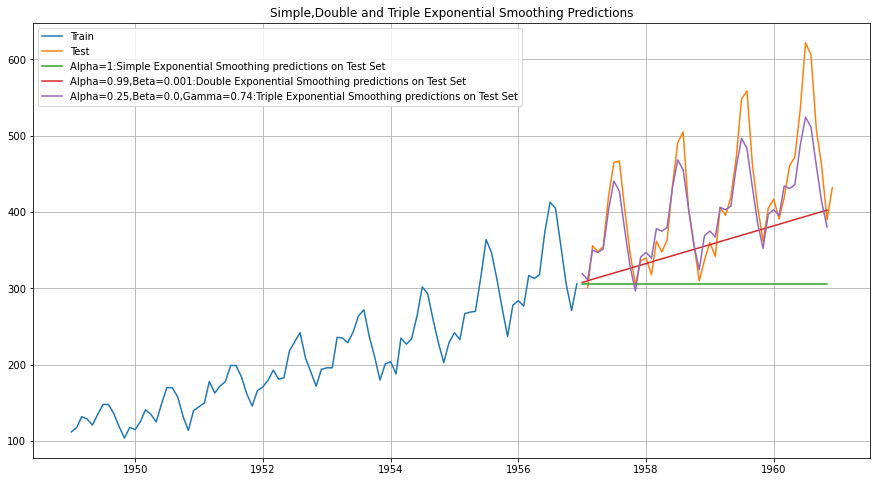 Simple,Double and Triple Exponential Smoothing Predictions
Train
Test
Alpha=1:Simple Exponential Smoothing predictions on Test Set
Alpha=0.99,Beta=0.001:Double Exponential Smoothing predictions on Test Set
Alpha=0.25,Beta=0.0,Gamma=0.74:Triple Exponential Smoothing predictions on Test Set
600
500
400
300
200
100
1950 1952 1954 1956 1958 1960